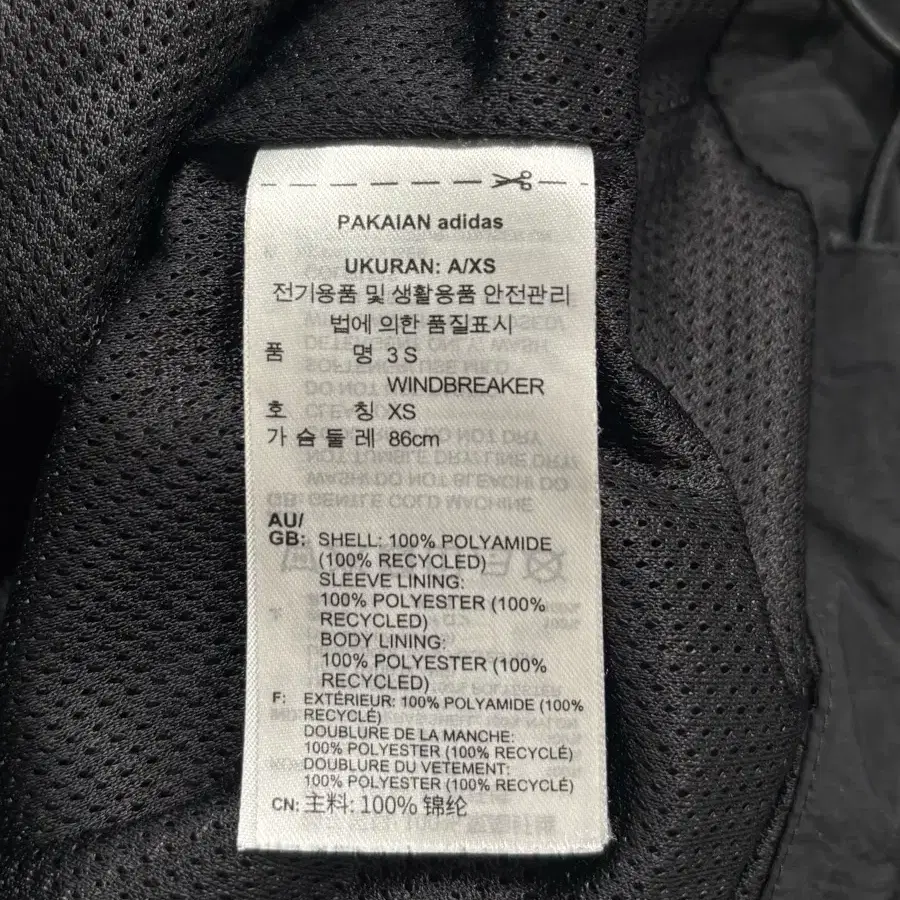 PAKAIAN adidas
UKURAN: A/XS
전기용품 및 생활용품 안전관리
법에 의한 품질표시
품 명 3 S
WINDBREAKER
호 칭 XS
가 슴 둘 레 86cm
AU/
GB: SHELL: 100% POLYAMIDE
(100% RECYCLED)
SLEEVE LINING:
100% POLYESTER (100%
RECYCLED)
BODY LINING:
100% POLYESTER (100%
RECYCLED)
F: EXTÉRIEUR: 100% POLYAMIDE (100%
RECYCLÉ)
DOUBLURE DE LA MANCHE:
100% POLYESTER (100% RECYCLÉ)
DOUBLURE DU VETEMENT:
100% POLYESTER (100% RECYCLÉ)
CN: 主料: 100% 锦纶